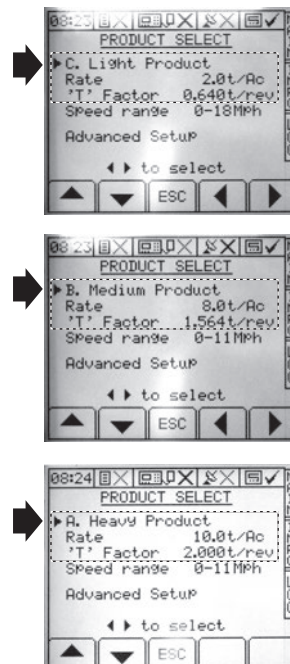 08:23
PRODUCT SELECT
C. Light Product
Rate 2.0t/Ac
'T' Factor 0.640t/rev
Speed range 0-18Mph
Advanced Setup
to select
ESC
08:23
PRODUCT SELECT
B. Medium Product
Rate 8.0t/Ac
'T' Factor 1.564t/rev
Speed range 0-11Mph
Advanced Setup
to select
ESC
08:24
PRODUCT SELECT
A. Heavy Product
Rate 10.0t/Ac
'T' Factor 2.000t/rev
Speed range 0-11Mph
Advanced Setup
to select
ESC